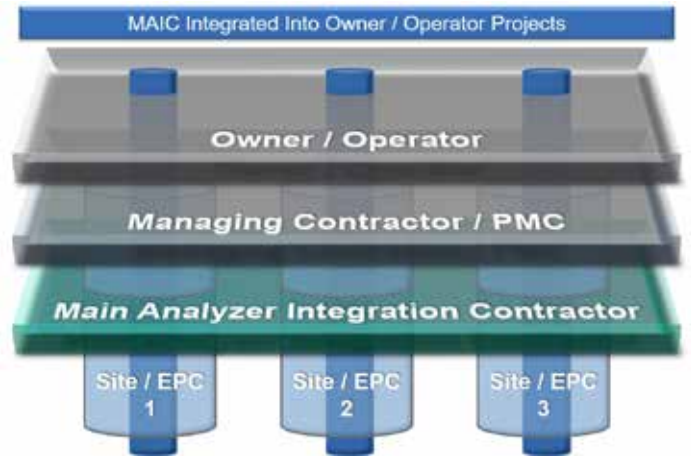 MAIC Integrated Into Owner / Operator Projects
Owner / Operator
Managing Contractor / PMC
Main Analyzer Integration Contractor
Site / EPC
1
Site / EPC
2
Site / EPC
3